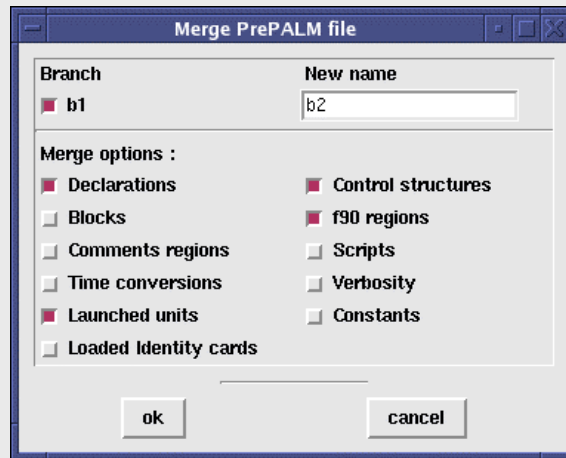 Merge PrePALM file
Branch New name
b1 b2
Merge options :
Declarations Control structures
Blocks f90 regions
Comments regions Scripts
Time conversions Verbosity
Launched units Constants
Loaded Identity cards
ok cancel